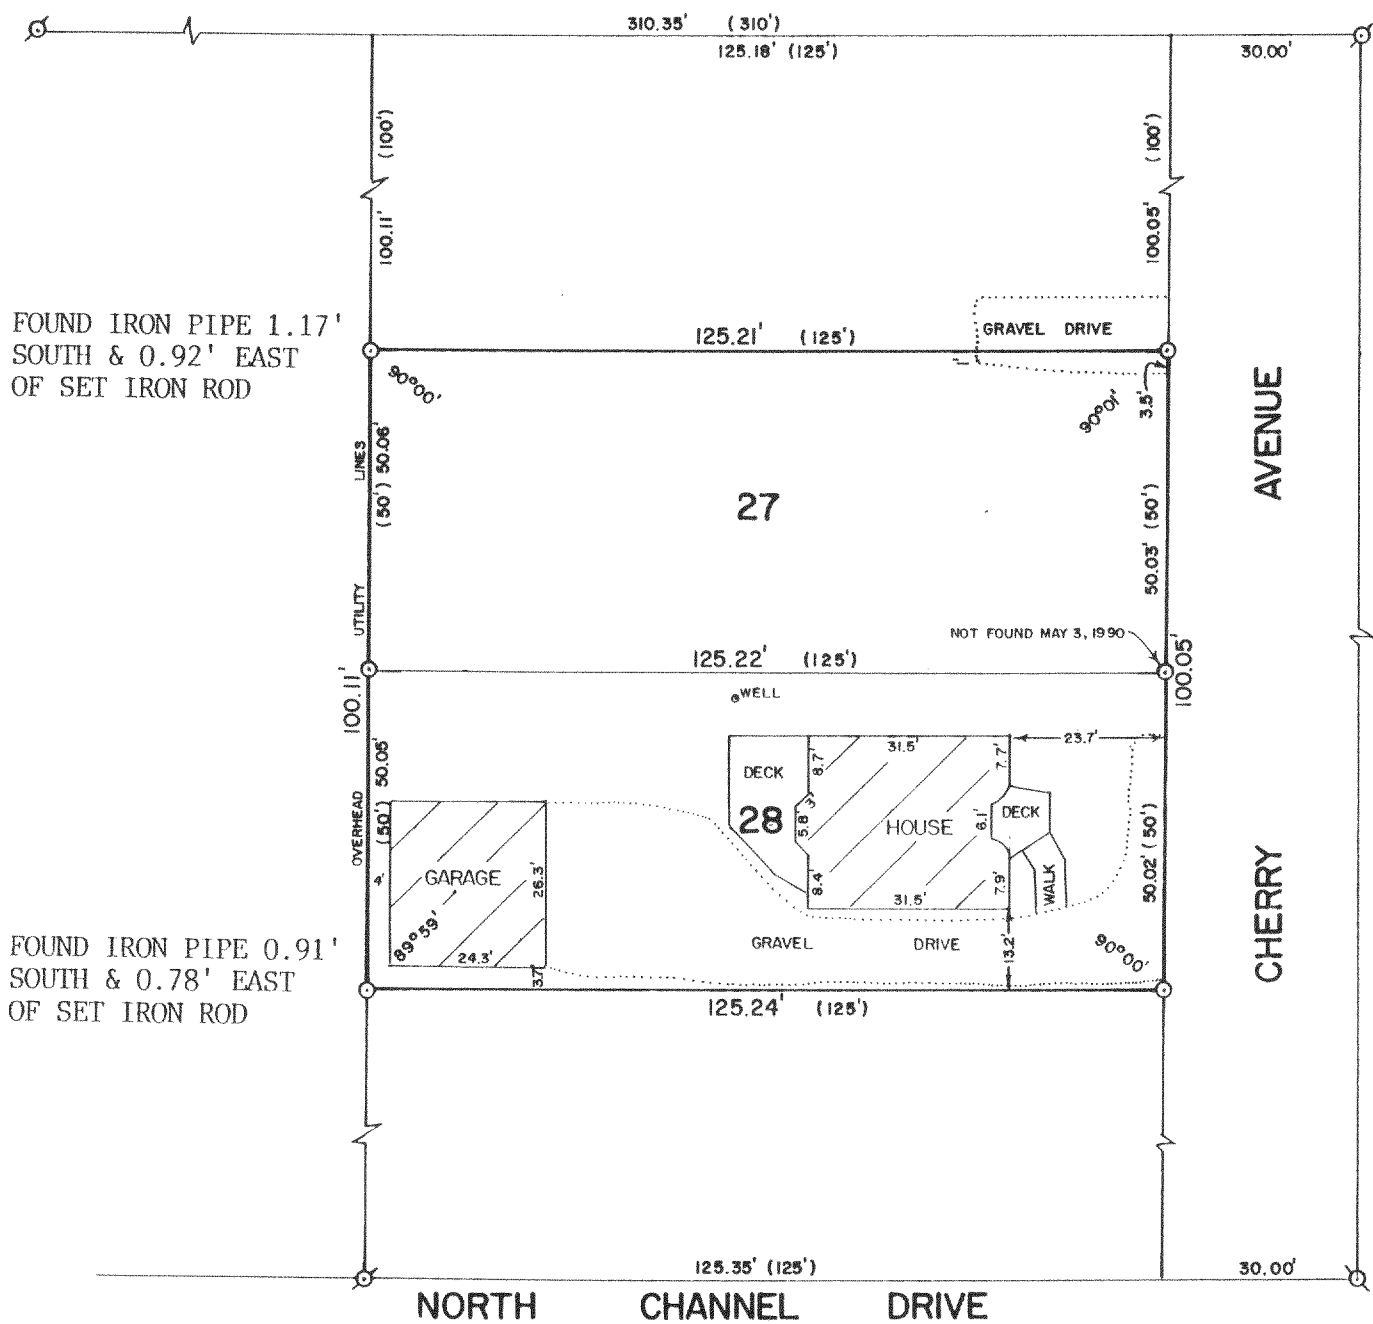 310.35' (310')
125.18' (125')
30.00'
(100')
100.11'
(100')
100.05'
FOUND IRON PIPE 1.17'
SOUTH & 0.92' EAST
OF SET IRON ROD
125.21' (125')
GRAVEL DRIVE
1'
90°00'
90°01'
3.5'
AVENUE
UTILITY LINES
(50') 50.06'
27
50.03' (50')
NOT FOUND MAY 3, 1990
125.22' (125')
100.11'
100.05'
WELL
OVERHEAD
(50') 50.05'
DECK
8.7'
31.5'
7.7'
23.7'
28
5.8'
3'
HOUSE
6.1'
DECK
50.02' (50')
4'
GARAGE
26.3'
8.4'
31.5'
7.9'
WALK
CHERRY
FOUND IRON PIPE 0.91'
SOUTH & 0.78' EAST
OF SET IRON ROD
89°59'
24.3'
3.7'
GRAVEL DRIVE
13.2'
90°00'
125.24' (125')
125.35' (125')
30.00'
NORTH CHANNEL DRIVE